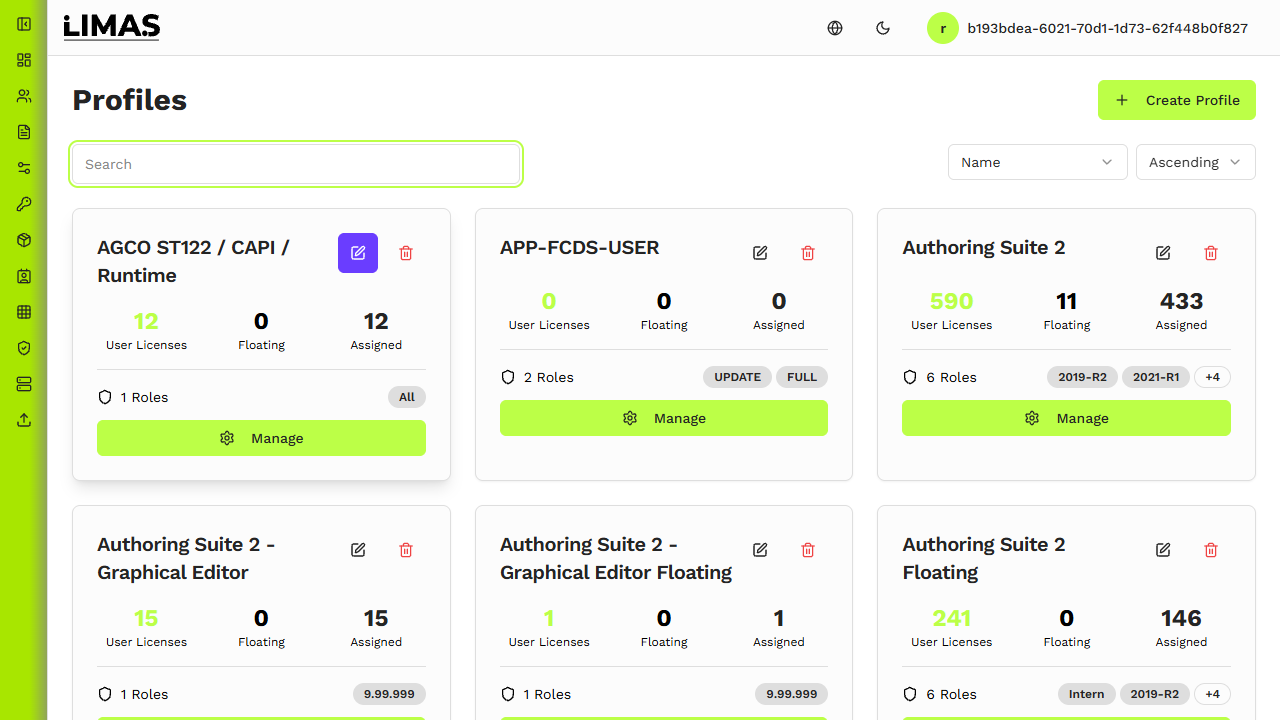 LIMAS
r
b193bdea-6021-70d1-1d73-62f448b0f827
Profiles
Create Profile
Search
Name
Ascending
AGCO ST122 / CAPI /
Runtime
12
0
12
User Licenses
Floating
Assigned
1 Roles
All
Manage
APP-FCDS-USER
0
0
0
User Licenses
Floating
Assigned
2 Roles
UPDATE
FULL
Manage
Authoring Suite 2
590
11
433
User Licenses
Floating
Assigned
6 Roles
2019-R2
2021-R1
+4
Manage
Authoring Suite 2 -
Graphical Editor
15
0
15
User Licenses
Floating
Assigned
1 Roles
9.99.999
Authoring Suite 2 -
Graphical Editor Floating
1
0
1
User Licenses
Floating
Assigned
1 Roles
9.99.999
Authoring Suite 2
Floating
241
0
146
User Licenses
Floating
Assigned
6 Roles
Intern
2019-R2
+4